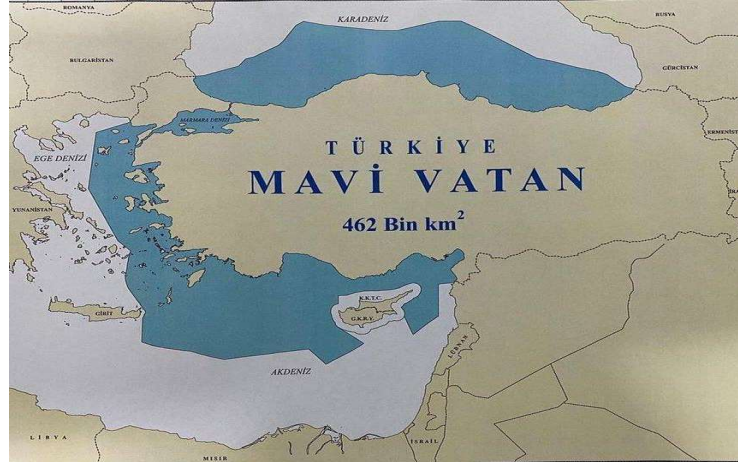 ROMANYA
KARADENİZ
RUSYA
BULGARİSTAN
GÜRCİSTAN
MARMARA DENİZİ
ERMENİST
EGE DENİZİ
TÜRKİYE
MAVİ VATAN
462 Bin km²
YUNANİSTAN
K.K.T.C.
GİRİT
G.K.R.Y.
LÜBNAN
AKDENİZ
LİBYA
MISIR
İSRAİL